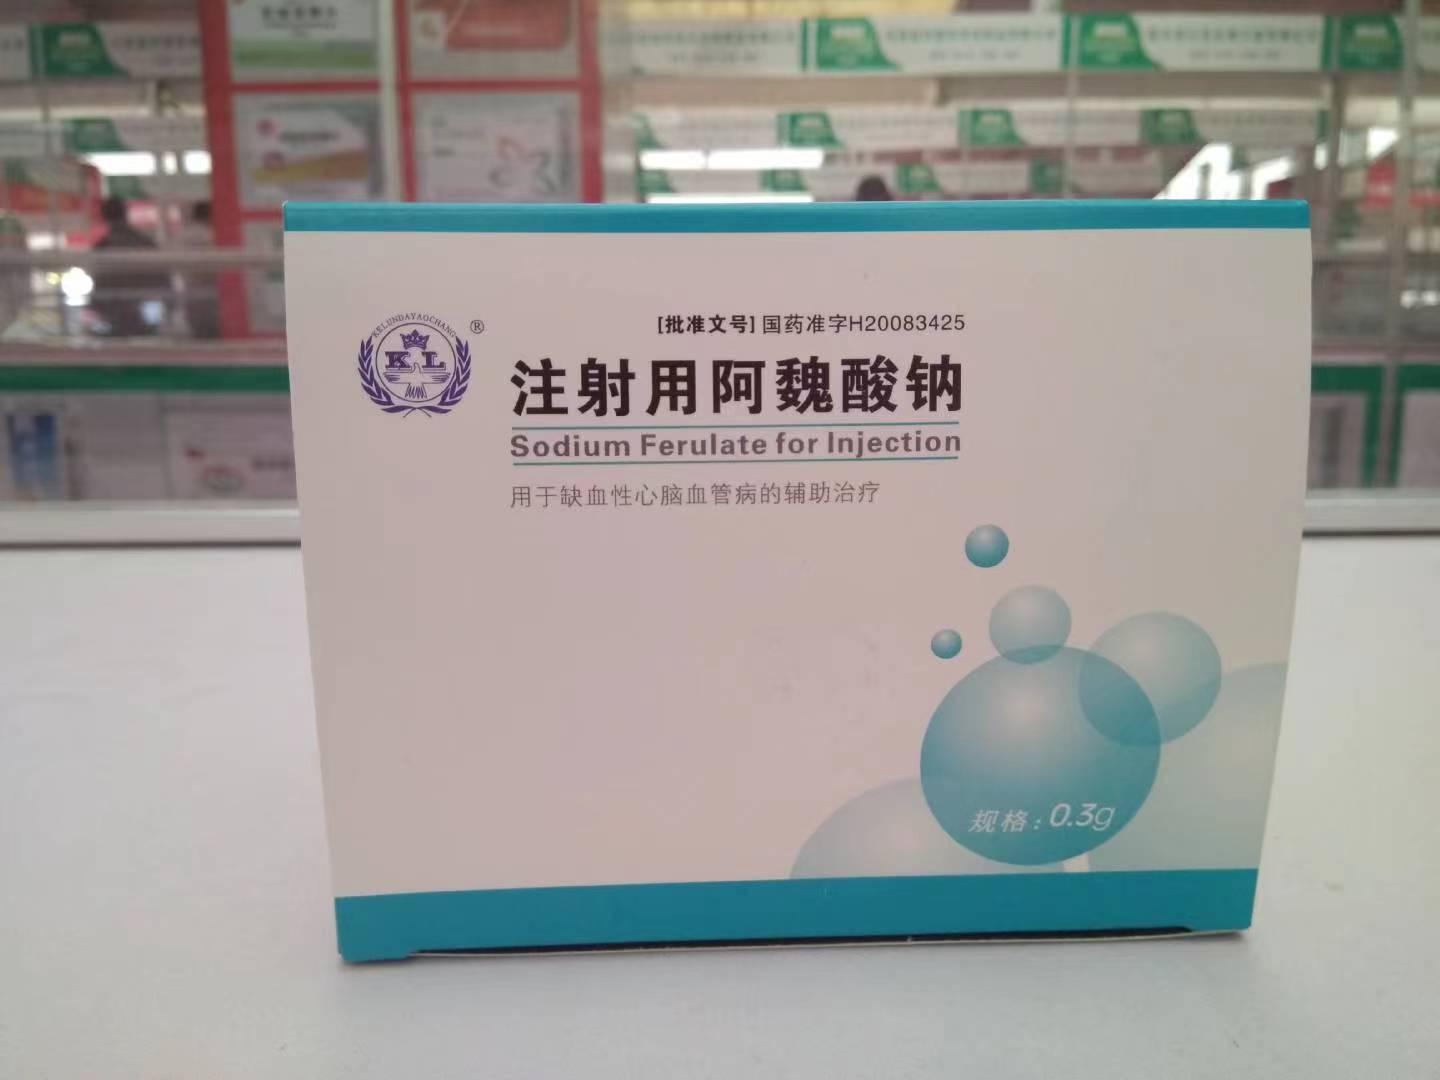 KELUNDAYAOCHANG
®
KL
[批准文号] 国药准字H20083425
注射用阿魏酸钠
Sodium Ferulate for Injection
用于缺血性心脑血管病的辅助治疗
规格：0.3g